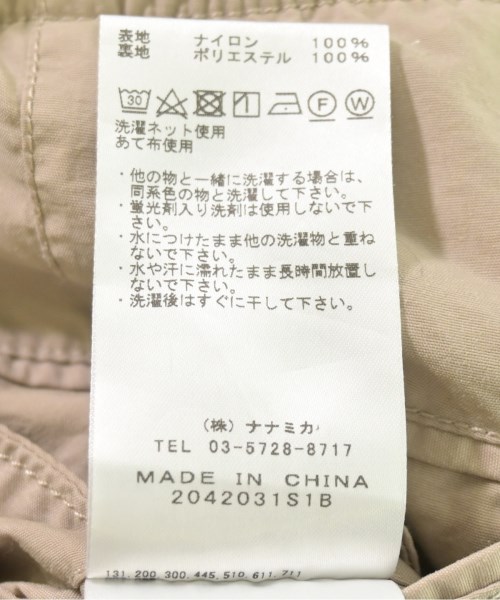 表地 ナイロン 100%
裏地 ポリエステル 100%
30 F W
洗濯ネット使用
あて布使用
・他の物と一緒に洗濯する場合は、
同系色の物と洗濯して下さい。
・蛍光剤入り洗剤は使用しないで下
さい。
・水につけたまま他の洗濯物と重ね
ないで下さい。
・水や汗に濡れたまま長時間放置し
ないで下さい。
・洗濯後はすぐに干して下さい。
(株) ナナミカ
TEL 03-5728-8717
MADE IN CHINA
2042031S1B
131,200,300,445,510,611,711